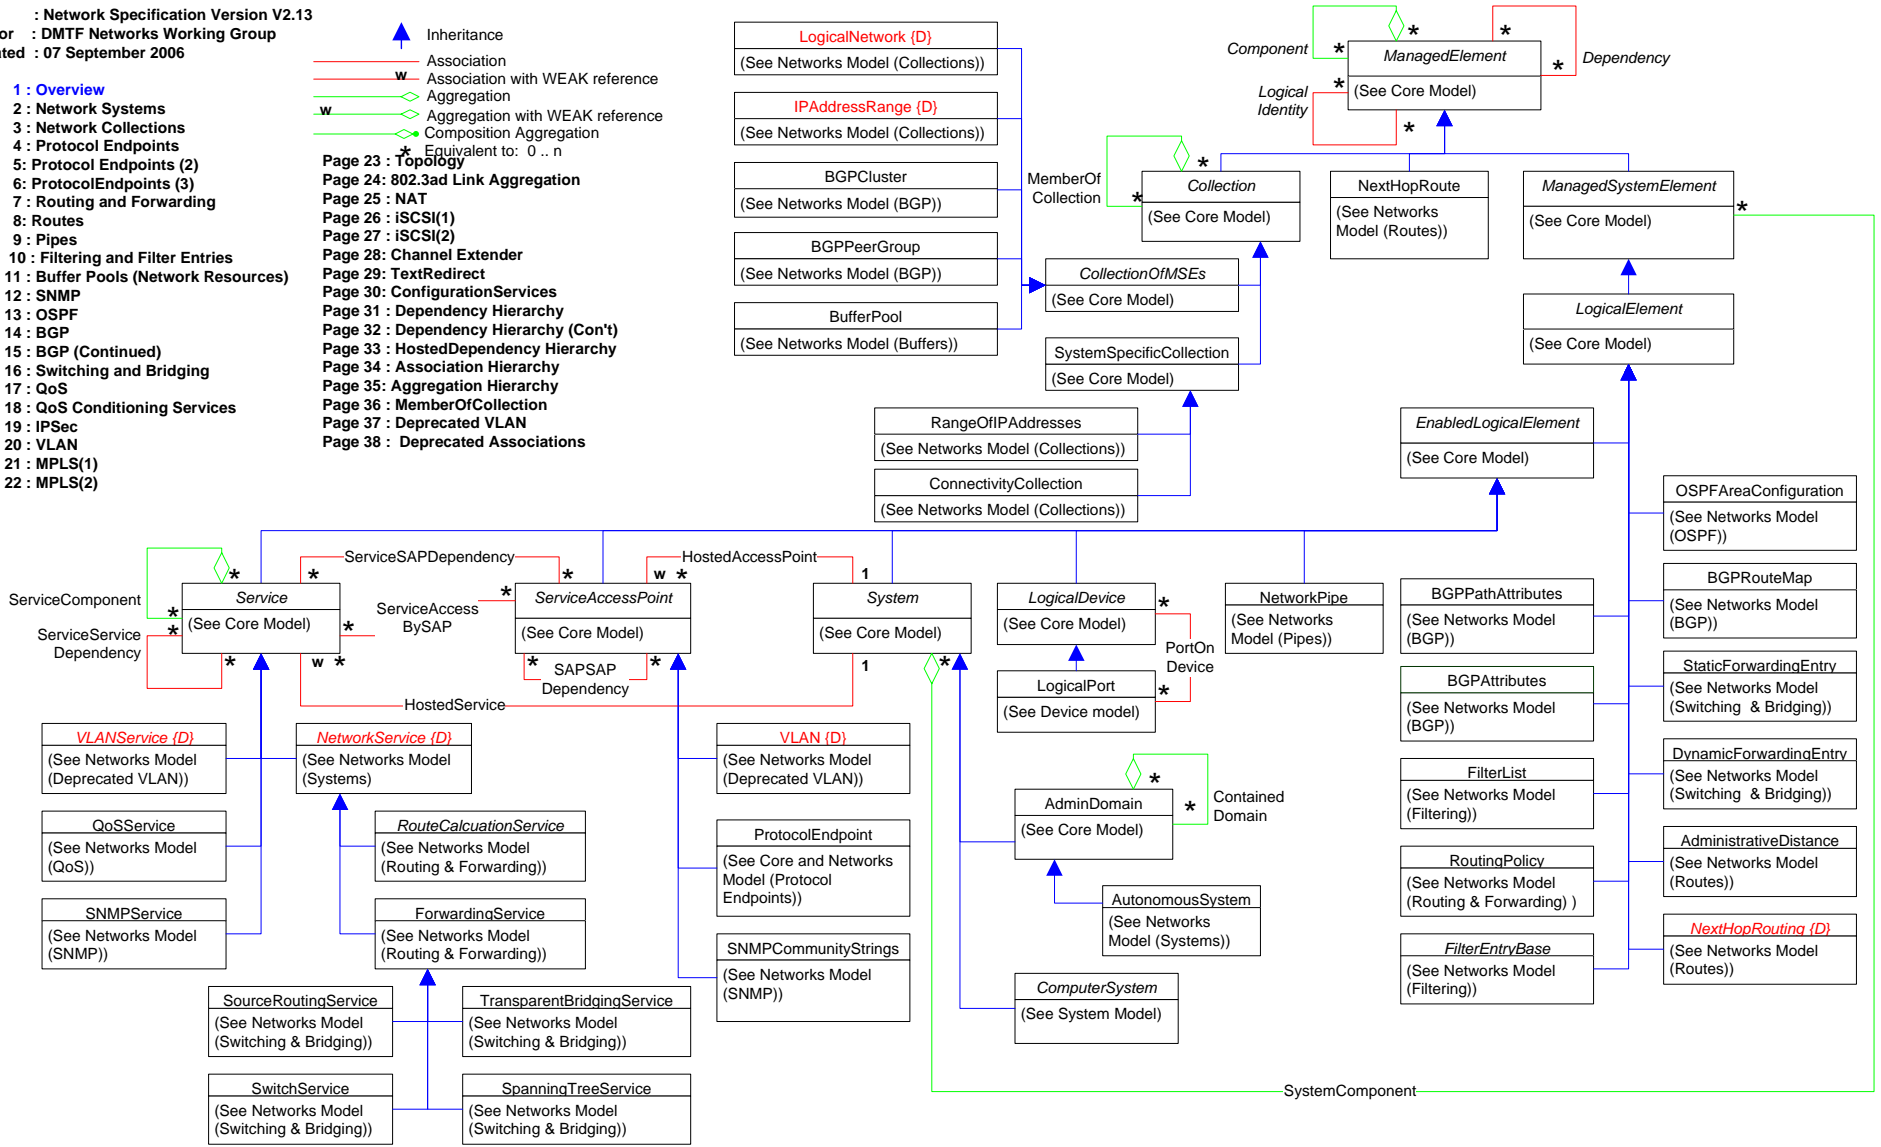 : Network Specification Version V2.13
or : DMTF Networks Working Group
ted : 07 September 2006
1 : Overview
2 : Network Systems
3 : Network Collections
4 : Protocol Endpoints
5: Protocol Endpoints (2)
6: ProtocolEndpoints (3)
7 : Routing and Forwarding
8: Routes
9 : Pipes
10 : Filtering and Filter Entries
11 : Buffer Pools (Network Resources)
12 : SNMP
13 : OSPF
14 : BGP
15 : BGP (Continued)
16 : Switching and Bridging
17 : QoS
18 : QoS Conditioning Services
19 : IPSec
20 : VLAN
21 : MPLS(1)
22 : MPLS(2)
Inheritance
Association
w Association with WEAK reference
Aggregation
w Aggregation with WEAK reference
Composition Aggregation
* Equivalent to: 0 .. n
Page 23 : Topology
Page 24: 802.3ad Link Aggregation
Page 25 : NAT
Page 26 : iSCSI(1)
Page 27 : iSCSI(2)
Page 28: Channel Extender
Page 29: TextRedirect
Page 30: ConfigurationServices
Page 31 : Dependency Hierarchy
Page 32 : Dependency Hierarchy (Con't)
Page 33 : HostedDependency Hierarchy
Page 34 : Association Hierarchy
Page 35: Aggregation Hierarchy
Page 36 : MemberOfCollection
Page 37 : Deprecated VLAN
Page 38 : Deprecated Associations
LogicalNetwork {D}
(See Networks Model (Collections))
IPAddressRange {D}
(See Networks Model (Collections))
BGPCluster
(See Networks Model (BGP))
BGPPeerGroup
(See Networks Model (BGP))
BufferPool
(See Networks Model (Buffers))
Component
* *
ManagedElement
(See Core Model)
* *
Dependency
Logical
Identity
* *
MemberOf
Collection
* *
Collection
(See Core Model)
NextHopRoute
(See Networks
Model (Routes))
ManagedSystemElement
(See Core Model)
*
CollectionOfMSEs
(See Core Model)
SystemSpecificCollection
(See Core Model)
LogicalElement
(See Core Model)
RangeOfIPAddresses
(See Networks Model (Collections))
ConnectivityCollection
(See Networks Model (Collections))
EnabledLogicalElement
(See Core Model)
OSPFAreaConfiguration
(See Networks Model
(OSPF))
ServiceComponent
* *
Service
(See Core Model)
ServiceService
Dependency
* *
ServiceSAPDependency
* *
ServiceAccess
BySAP
* *
ServiceAccessPoint
(See Core Model)
SAPSAP
Dependency
* *
HostedAccessPoint
w * 1
System
(See Core Model)
HostedService
w * 1
*
LogicalDevice
(See Core Model)
PortOn
Device
* *
LogicalPort
(See Device model)
NetworkPipe
(See Networks
Model (Pipes))
BGPPathAttributes
(See Networks Model
(BGP))
BGPRouteMap
(See Networks Model
(BGP))
BGPAttributes
(See Networks Model
(BGP))
StaticForwardingEntry
(See Networks Model
(Switching & Bridging))
FilterList
(See Networks Model
(Filtering))
DynamicForwardingEntry
(See Networks Model
(Switching & Bridging))
RoutingPolicy
(See Networks Model
(Routing & Forwarding) )
AdministrativeDistance
(See Networks Model
(Routes))
FilterEntryBase
(See Networks Model
(Filtering))
NextHopRouting {D}
(See Networks Model
(Routes))
VLANService {D}
(See Networks Model
(Deprecated VLAN))
NetworkService {D}
(See Networks Model
(Systems)
QoSService
(See Networks Model
(QoS))
RouteCalcuationService
(See Networks Model
(Routing & Forwarding))
SNMPService
(See Networks Model
(SNMP))
ForwardingService
(See Networks Model
(Routing & Forwarding))
SourceRoutingService
(See Networks Model
(Switching & Bridging))
TransparentBridgingService
(See Networks Model
(Switching & Bridging))
SwitchService
(See Networks Model
(Switching & Bridging))
SpanningTreeService
(See Networks Model
(Switching & Bridging))
VLAN {D}
(See Networks Model
(Deprecated VLAN))
ProtocolEndpoint
(See Core and Networks
Model (Protocol
Endpoints))
SNMPCommunityStrings
(See Networks Model
(SNMP))
AdminDomain
(See Core Model)
* *
Contained
Domain
AutonomousSystem
(See Networks
Model (Systems))
ComputerSystem
(See System Model)
SystemComponent